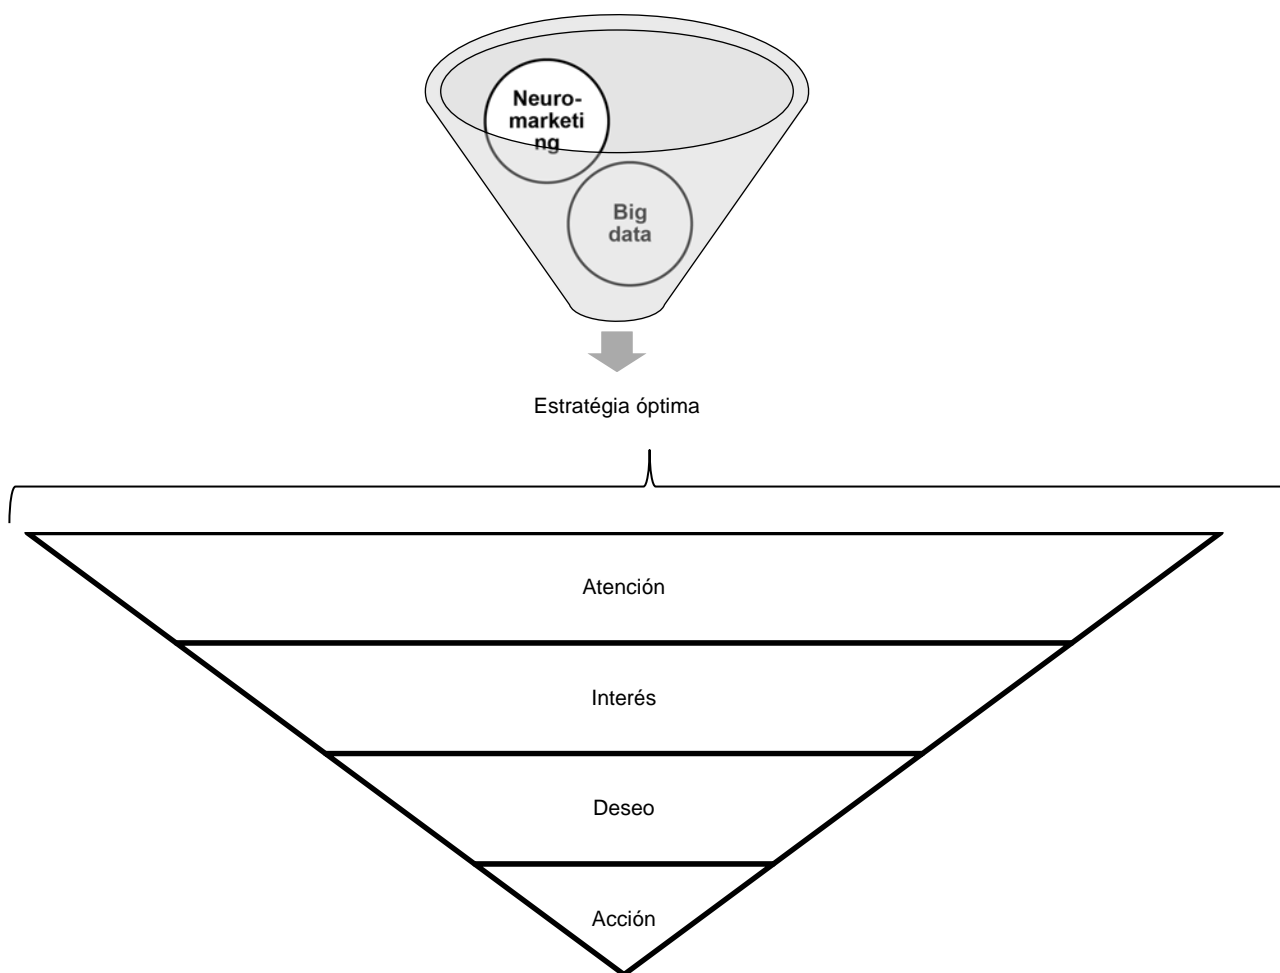 Neuro-
marketi
ng
Big
data
Estratégia óptima
Atención
Interés
Deseo
Acción